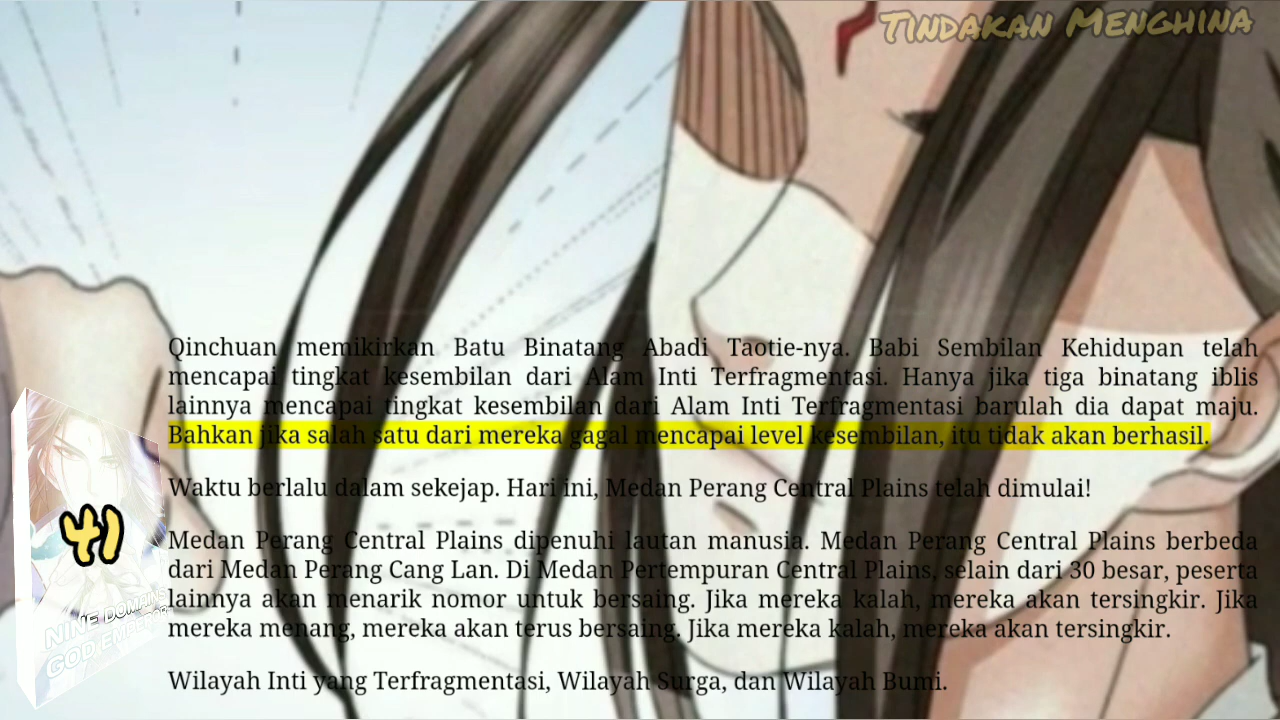 Tindakan Menghina
Qinchuan memikirkan Batu Binatang Abadi Taotie-nya. Babi Sembilan Kehidupan telah
mencapai tingkat kesembilan dari Alam Inti Terfragmentasi. Hanya jika tiga binatang iblis
lainnya mencapai tingkat kesembilan dari Alam Inti Terfragmentasi barulah dia dapat maju.
Bahkan jika salah satu dari mereka gagal mencapai level kesembilan, itu tidak akan berhasil.
Waktu berlalu dalam sekejap. Hari ini, Medan Perang Central Plains telah dimulai!
Medan Perang Central Plains dipenuhi lautan manusia. Medan Perang Central Plains berbeda
dari Medan Perang Cang Lan. Di Medan Pertempuran Central Plains, selain dari 30 besar, peserta
lainnya akan menarik nomor untuk bersaing. Jika mereka kalah, mereka akan tersingkir. Jika
mereka menang, mereka akan terus bersaing. Jika mereka kalah, mereka akan tersingkir.
Wilayah Inti yang Terfragmentasi, Wilayah Surga, dan Wilayah Bumi.
41
NINE DOMAINS
GOD EMPEROR